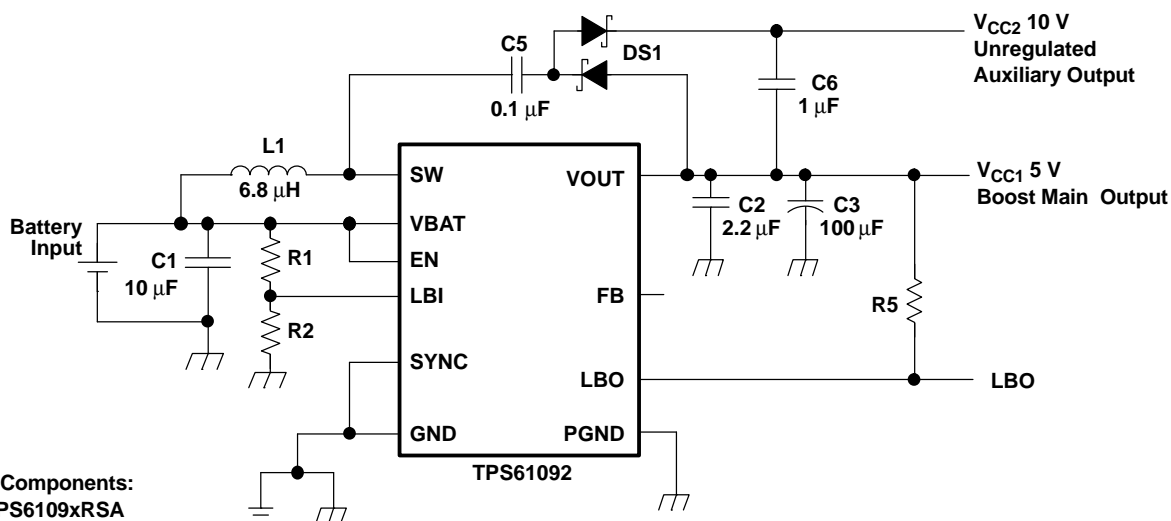 C5
0.1 µF
DS1
C6
1 µF
VCC2 10 V
Unregulated
Auxiliary Output
L1
6.8 µH
SW
VOUT
VCC1 5 V
Boost Main Output
C2
2.2 µF
C3
100 µF
Battery
Input
C1
10 µF
R1
R2
VBAT
EN
LBI
FB
R5
SYNC
LBO
LBO
GND
PGND
TPS61092
Components:
PS6109xRSA